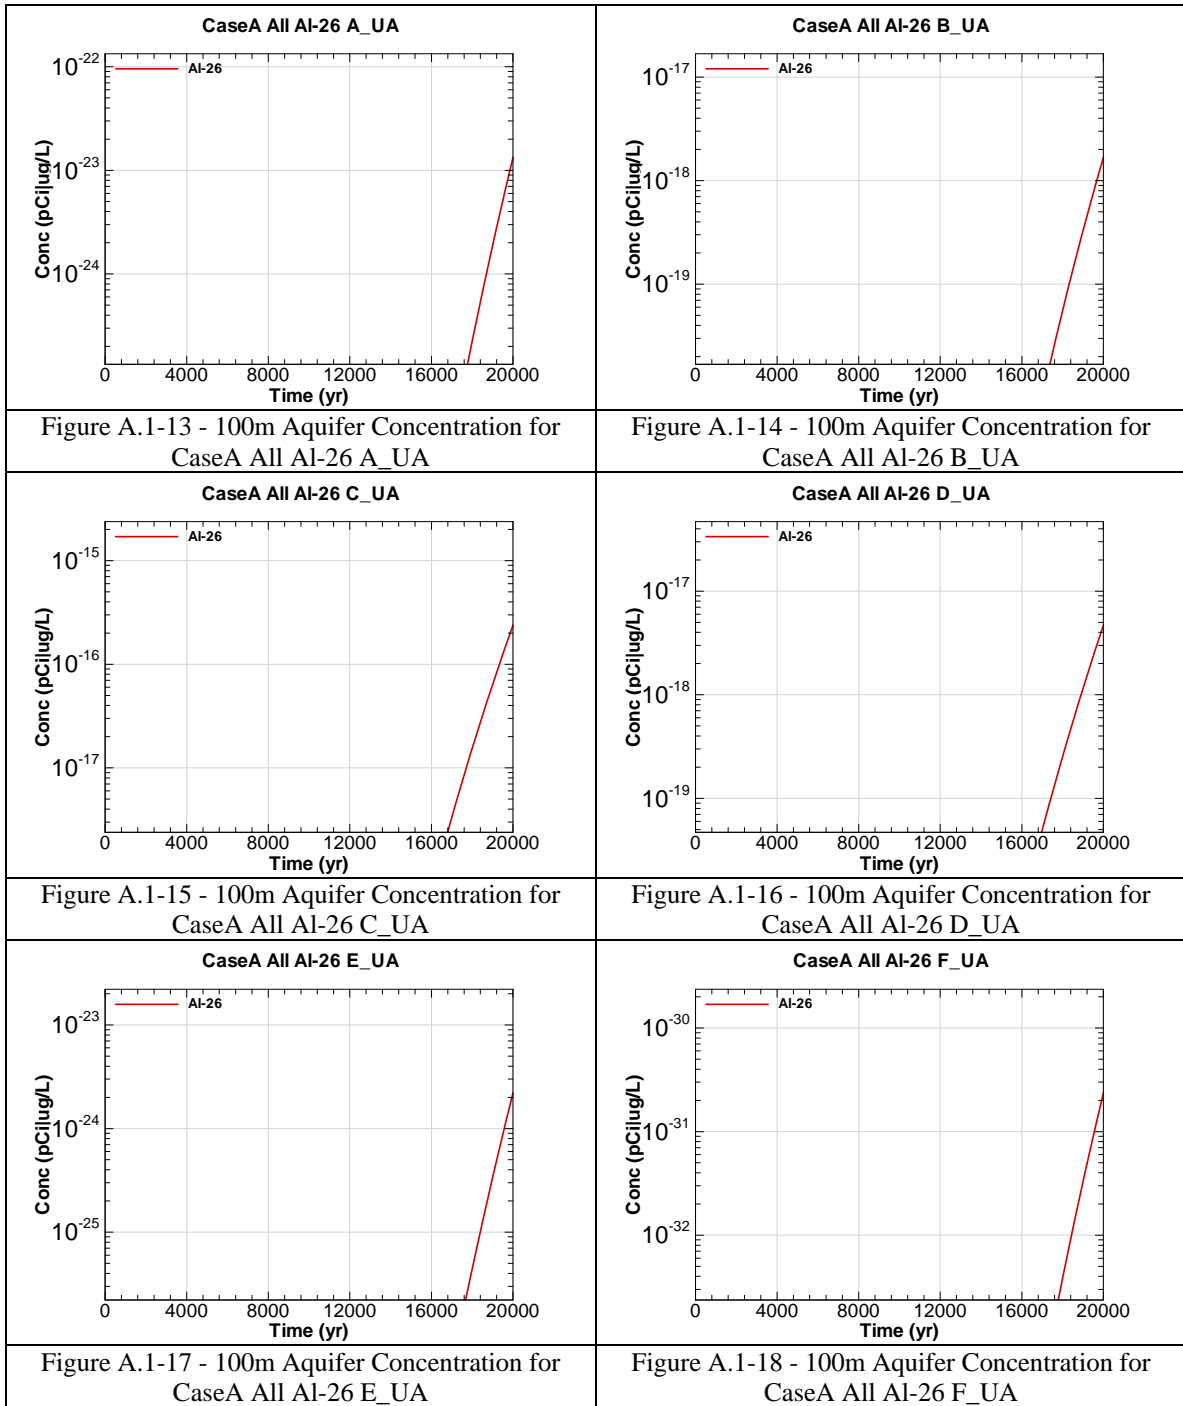 CaseA All Al-26 A_UA
Al-26
10^-22
10^-23
10^-24
Conc (pCi|ug/L)
0 4000 8000 12000 16000 20000
Time (yr)
Figure A.1-13 - 100m Aquifer Concentration for
CaseA All Al-26 A_UA
CaseA All Al-26 B_UA
Al-26
10^-17
10^-18
10^-19
Conc (pCi|ug/L)
0 4000 8000 12000 16000 20000
Time (yr)
Figure A.1-14 - 100m Aquifer Concentration for
CaseA All Al-26 B_UA
CaseA All Al-26 C_UA
Al-26
10^-15
10^-16
10^-17
Conc (pCi|ug/L)
0 4000 8000 12000 16000 20000
Time (yr)
Figure A.1-15 - 100m Aquifer Concentration for
CaseA All Al-26 C_UA
CaseA All Al-26 D_UA
Al-26
10^-17
10^-18
10^-19
Conc (pCi|ug/L)
0 4000 8000 12000 16000 20000
Time (yr)
Figure A.1-16 - 100m Aquifer Concentration for
CaseA All Al-26 D_UA
CaseA All Al-26 E_UA
Al-26
10^-23
10^-24
10^-25
Conc (pCi|ug/L)
0 4000 8000 12000 16000 20000
Time (yr)
Figure A.1-17 - 100m Aquifer Concentration for
CaseA All Al-26 E_UA
CaseA All Al-26 F_UA
Al-26
10^-30
10^-31
10^-32
Conc (pCi|ug/L)
0 4000 8000 12000 16000 20000
Time (yr)
Figure A.1-18 - 100m Aquifer Concentration for
CaseA All Al-26 F_UA